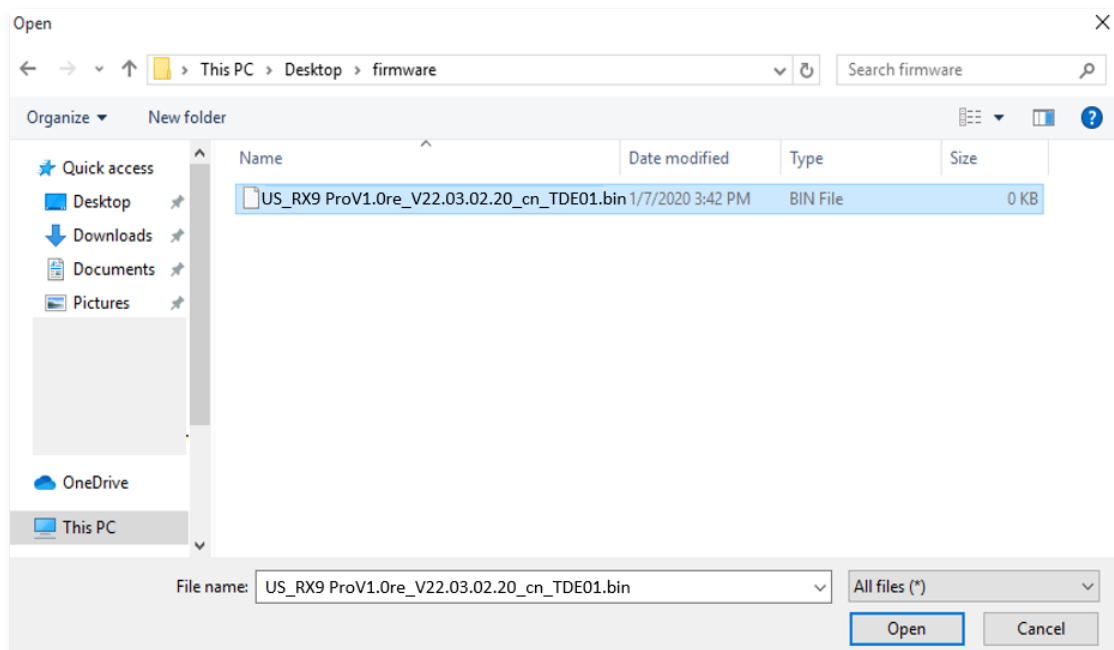 Open
This PC > Desktop > firmware
Search firmware
Organize
New folder
Name
Date modified
Type
Size
Quick access
US_RX9 ProV1.0re_V22.03.02.20_cn_TDE01.bin 1/7/2020 3:42 PM BIN File 0 KB
Desktop
Downloads
Documents
Pictures
OneDrive
This PC
File name: US_RX9 ProV1.0re_V22.03.02.20_cn_TDE01.bin
All files (*)
Open
Cancel